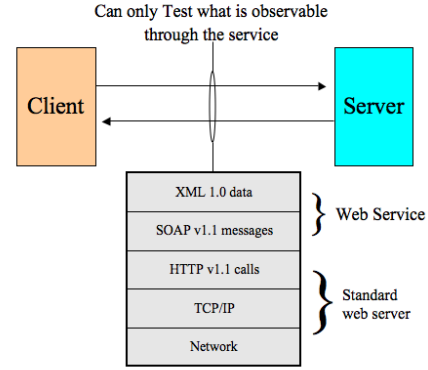 Can only Test what is observable
through the service
Client
Server
XML 1.0 data
SOAP v1.1 messages
Web Service
HTTP v1.1 calls
TCP/IP
Network
Standard
web server